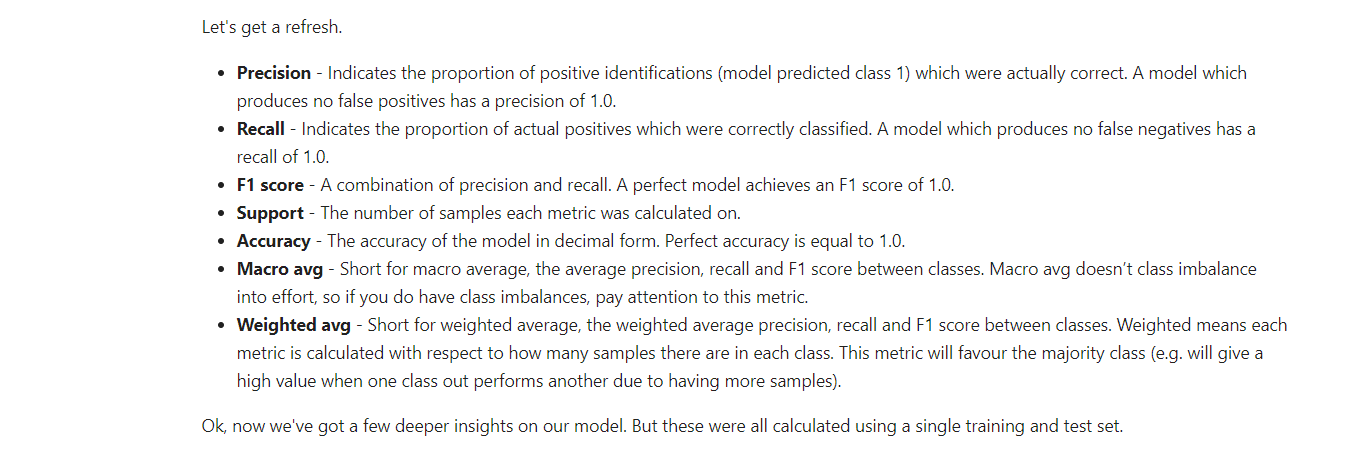 Let's get a refresh.
• Precision - Indicates the proportion of positive identifications (model predicted class 1) which were actually correct. A model which
produces no false positives has a precision of 1.0.
• Recall - Indicates the proportion of actual positives which were correctly classified. A model which produces no false negatives has a
recall of 1.0.
• F1 score - A combination of precision and recall. A perfect model achieves an F1 score of 1.0.
• Support - The number of samples each metric was calculated on.
• Accuracy - The accuracy of the model in decimal form. Perfect accuracy is equal to 1.0.
• Macro avg - Short for macro average, the average precision, recall and F1 score between classes. Macro avg doesn't class imbalance
into effort, so if you do have class imbalances, pay attention to this metric.
• Weighted avg - Short for weighted average, the weighted average precision, recall and F1 score between classes. Weighted means each
metric is calculated with respect to how many samples there are in each class. This metric will favour the majority class (e.g. will give a
high value when one class out performs another due to having more samples).
Ok, now we've got a few deeper insights on our model. But these were all calculated using a single training and test set.